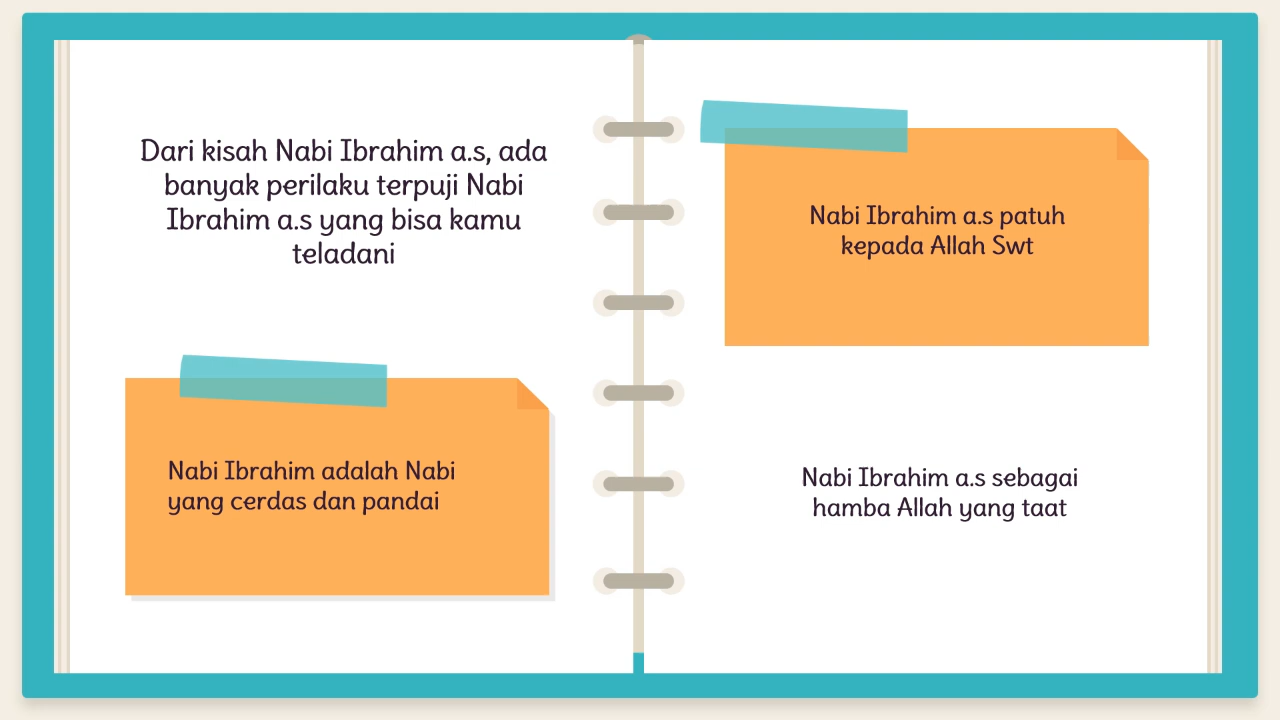 Dari kisah Nabi Ibrahim a.s, ada
banyak perilaku terpuji Nabi
Ibrahim a.s yang bisa kamu
teladani
Nabi Ibrahim adalah Nabi
yang cerdas dan pandai
Nabi Ibrahim a.s patuh
kepada Allah Swt
Nabi Ibrahim a.s sebagai
hamba Allah yang taat